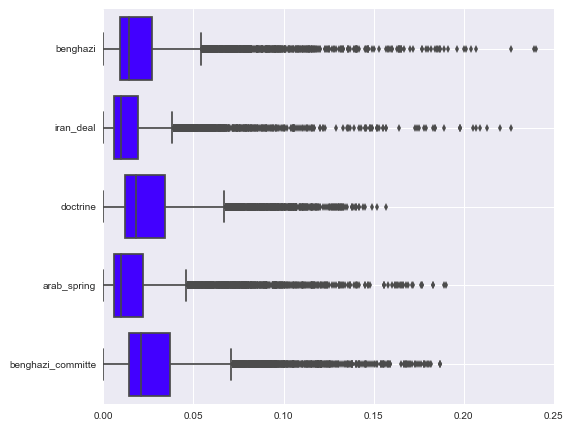 benghazi
iran_deal
doctrine
arab_spring
benghazi_committe
0.00 0.05 0.10 0.15 0.20 0.25